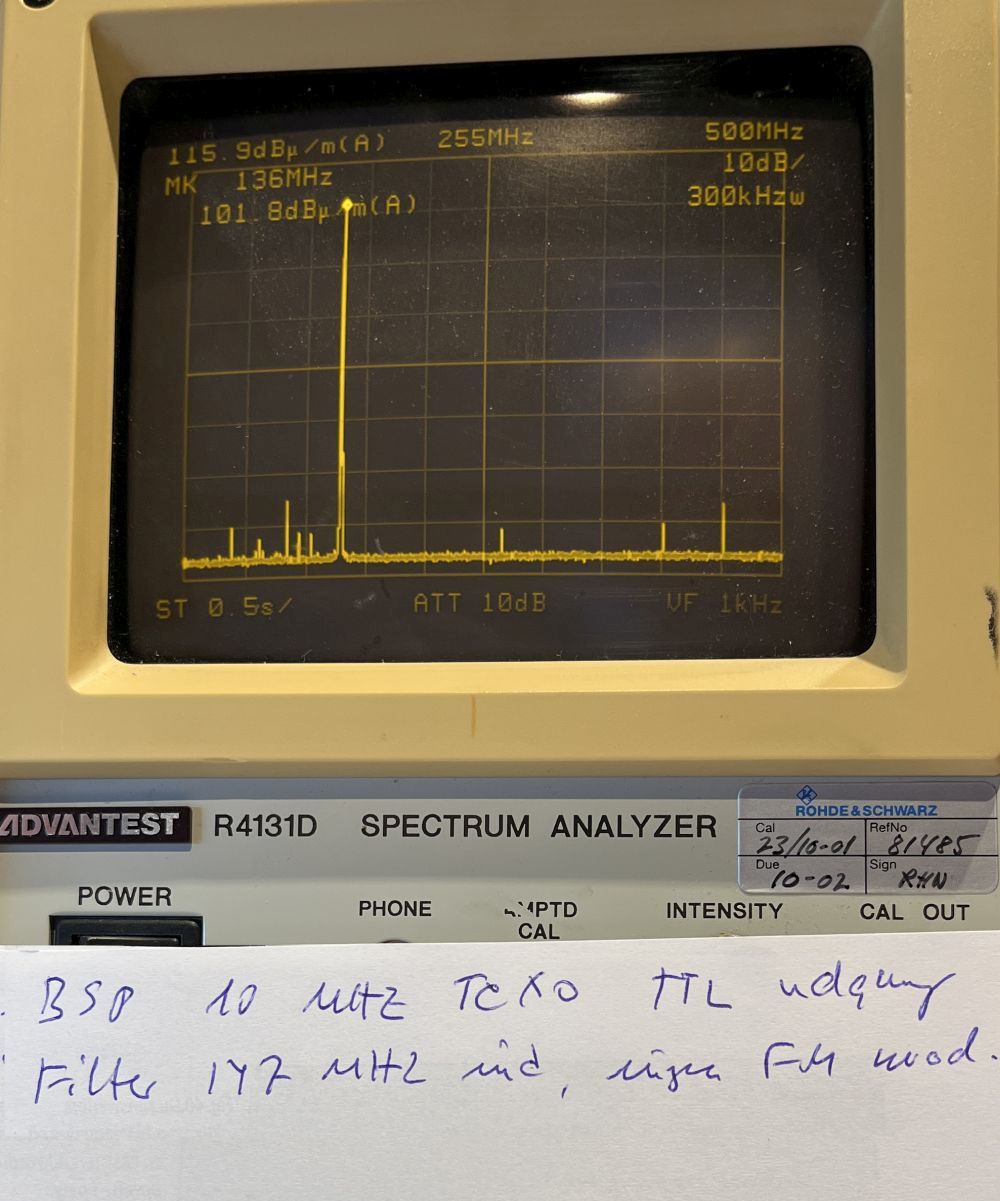 115.9dBμ/m(A) 255MHz 500MHz
MK 136MHz 10dB/
101.8dBμ/m(A) 300kHzw
ST 0.5s/ ATT 10dB VF 1kHz
ADVANTEST R4131D SPECTRUM ANALYZER
ROHDE&SCHWARZ
Cal 23/10-01 RefNo 81485
Due 10-02 Sign RHN
POWER PHONE CAL INTENSITY CAL OUT
BSP 10 MHZ TCXO TTL udgang
Filter 147 MHZ ind, ingen FM mod.